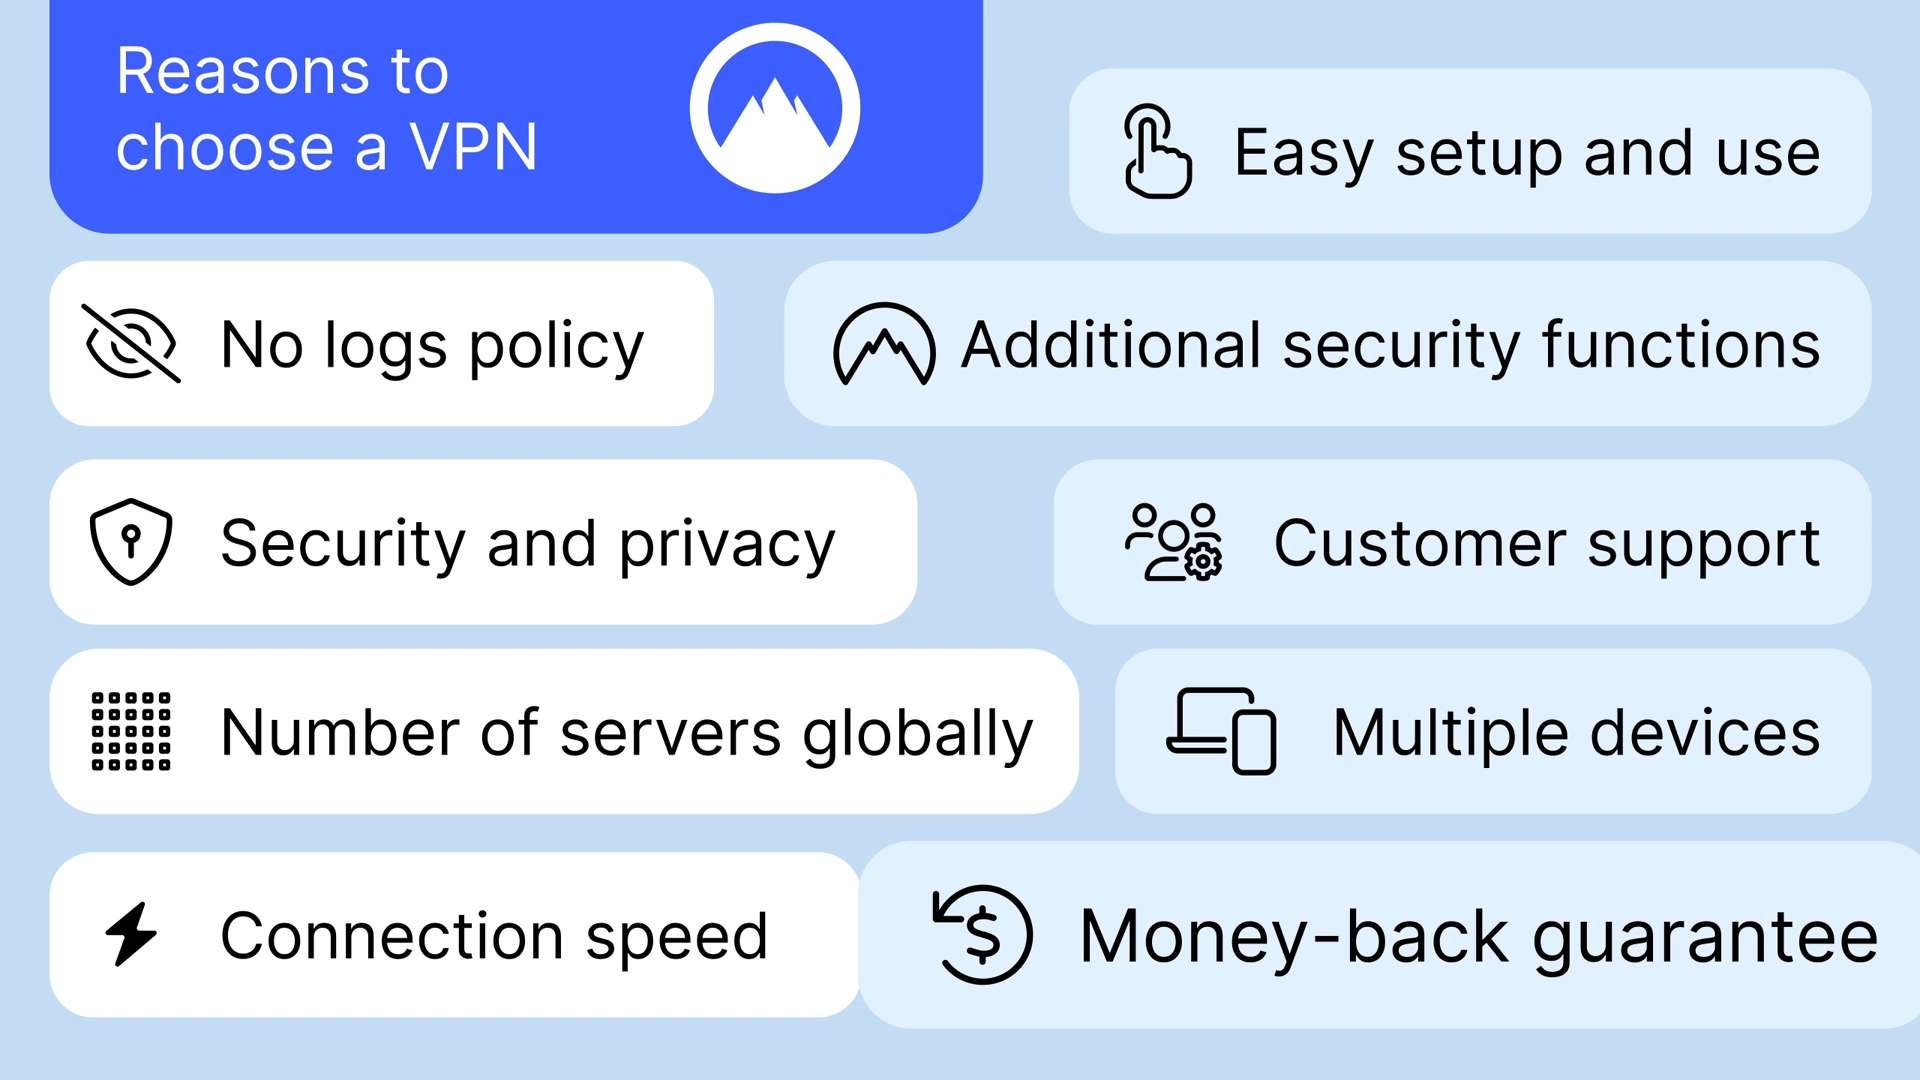 Reasons to
choose a VPN
Easy setup and use
No logs policy
Additional security functions
Security and privacy
Customer support
Number of servers globally
Multiple devices
Connection speed
Money-back guarantee